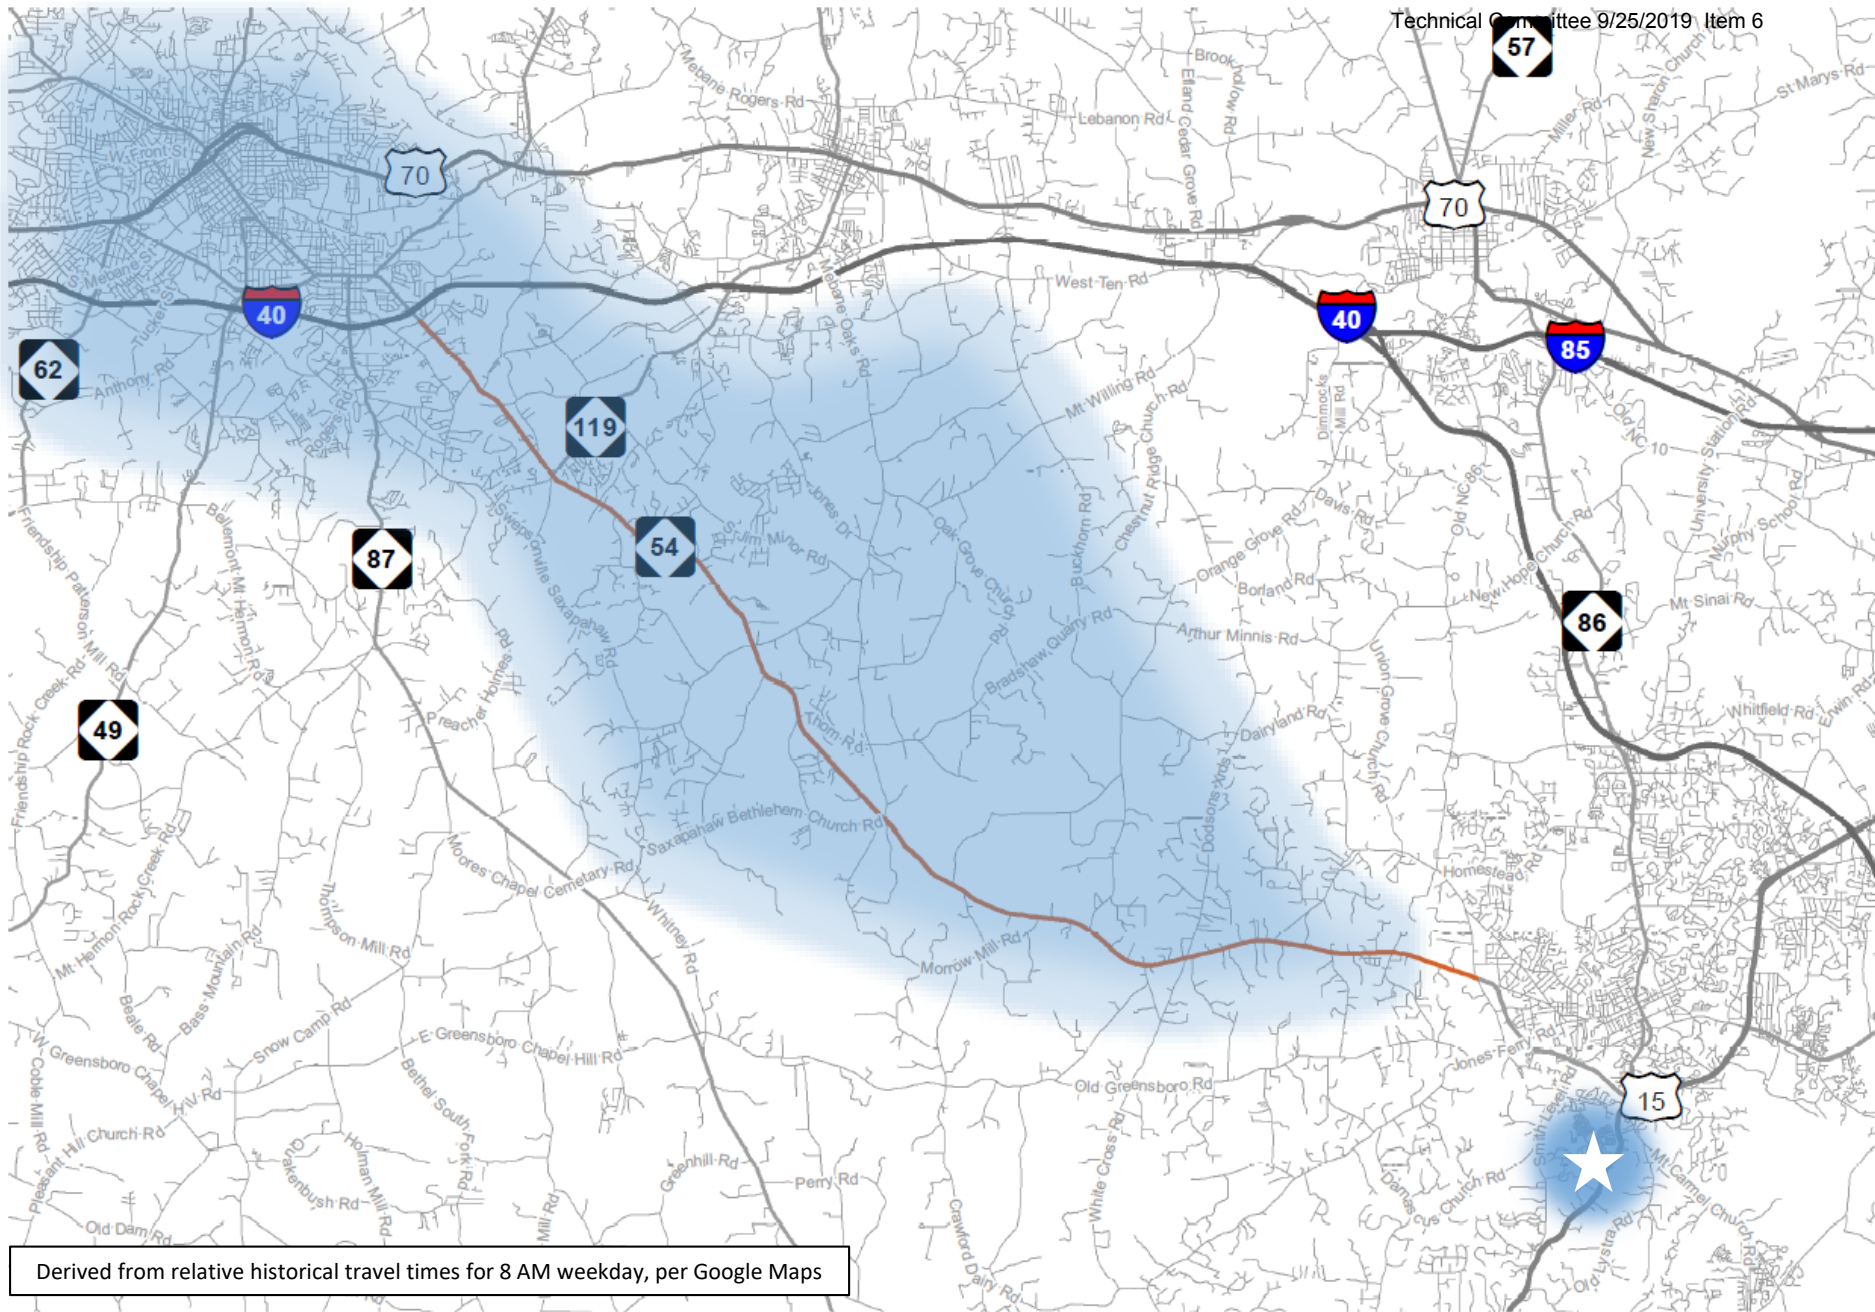 Technical Committee 9/25/2019 Item 6
57
Brook
ndlow Rd
Mebane Rogers Rd
Efland Cedar Grove Rd
Lebanon Rd
Miller Rd
New Sharon Church
St Marys Rd
W Front St
70
70
S Mebane St
Tucker St
40
Mebane Oaks Rd
West Ten Rd
40
85
62
Anthony Rd
Rogers Rd
119
Mt Willing Rd
Chestnut Ridge Church Rd
Dimmocks
Mill Rd
Old NC 10
University Station Rd
Old NC 86
Friendship Patterson Mill Rd
Bellemont Mt Hermon Rd
87
Swepsonville Saxapahaw Rd
54
S Jim Minor Rd
Jones Dr
Oak Grove Church Rd
Buckhorn Rd
Orange Grove Rd
Davis Rd
Borland Rd
New Hope Church Rd
Murphy School Rd
Mt Sinai Rd
86
Arthur Minnis Rd
Bradshaw Quarry Rd
Union Grove Church Rd
Preacher Holmes Rd
49
Friendship Rock Creek Rd
Thom Rd
Dairyland Rd
Whitfield Rd
Erwin Rd
Dodsons Xrds
Saxapahaw Bethlehem Church Rd
Moores Chapel Cemetary Rd
Homestead Rd
Mt Hermon Rock Creek Rd
Thompson Mill Rd
Whitney Rd
Bass Mountain Rd
Morrow Mill Rd
Beale Rd
Snow Camp Rd
E Greensboro Chapel Hill Rd
W Greensboro Chapel
Hill Rd
Jones Ferry Rd
Old Greensboro Rd
Coble Mill Rd
Bethel South Fork Rd
15
Smith Level Rd
Pleasant Hill Church Rd
Holman Mill Rd
Greenhill Rd
Perry Rd
White Cross Rd
Damascus Church Rd
Mt Carmel Church Rd
Old Dam Rd
Mill Rd
Crawford Dairy Rd
Old Lystra Rd
Derived from relative historical travel times for 8 AM weekday, per Google Maps